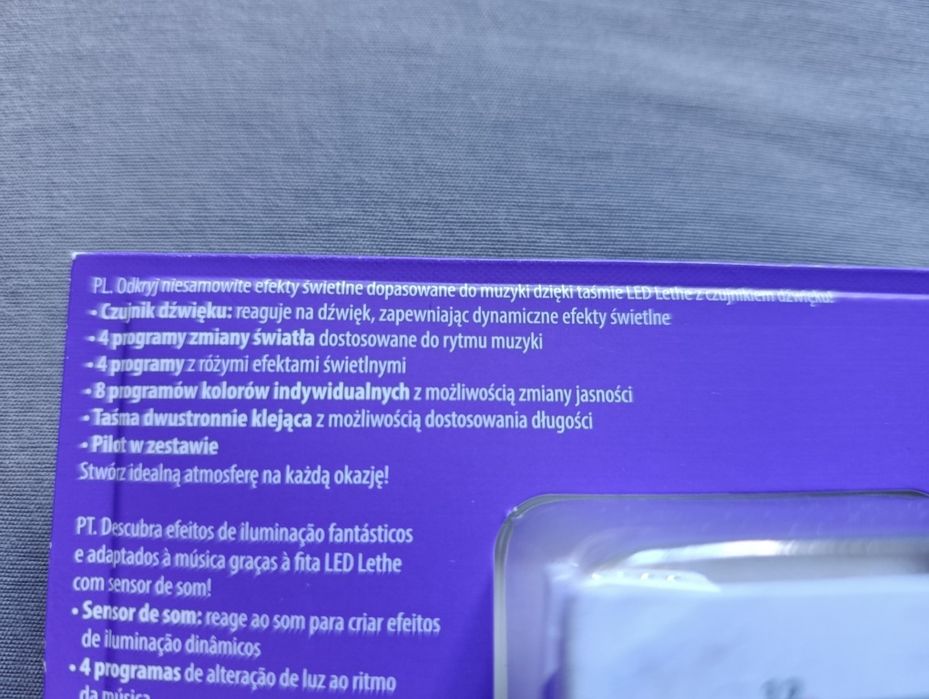 PL. Odkryj niesamowite efekty świetlne dopasowane do muzyki dzięki taśmie LED Lethe z czujnikiem dźwięku!
• Czujnik dźwięku: reaguje na dźwięk, zapewniając dynamiczne efekty świetlne
• 4 programy zmiany światła dostosowane do rytmu muzyki
• 4 programy z różymi efektami świetlnymi
• 8 programów kolorów indywidualnych z możliwością zmiany jasności
• Taśma dwustronnie klejąca z możliwością dostosowania długości
• Pilot w zestawie
Stwórz idealną atmosferę na każdą okazję!
PT. Descubra efeitos de iluminação fantásticos
e adaptados à música graças à fita LED Lethe
com sensor de som!
• Sensor de som: reage ao som para criar efeitos
de iluminação dinâmicos
• 4 programas de alteração de luz ao ritmo
da música